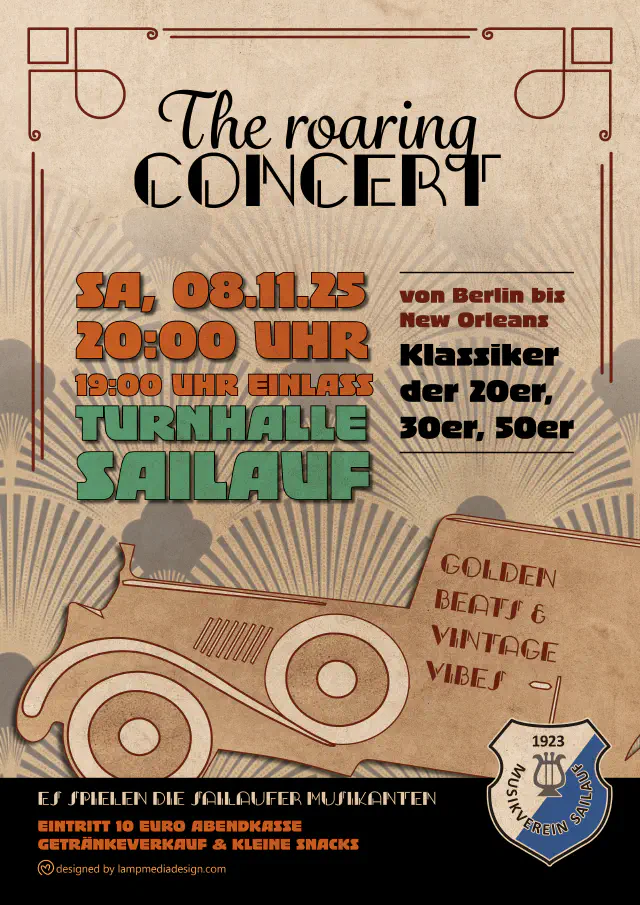 The roaring
CONCERT
SA, 08.11.25
20:00 UHR
19:00 UHR EINLASS
TURNHALLE
SAILAUF
von Berlin bis
New Orleans
Klassiker
der 20er,
30er, 50er
GOLDEN
BEATS &
VINTAGE
VIBES
1923
MUSIKVEREIN SAILAUF
ES SPIELEN DIE SAILAUFER MUSIKANTEN
EINTRITT 10 EURO ABENDKASSE
GETRÄNKEVERKAUF & KLEINE SNACKS
designed by lampmediadesign.com